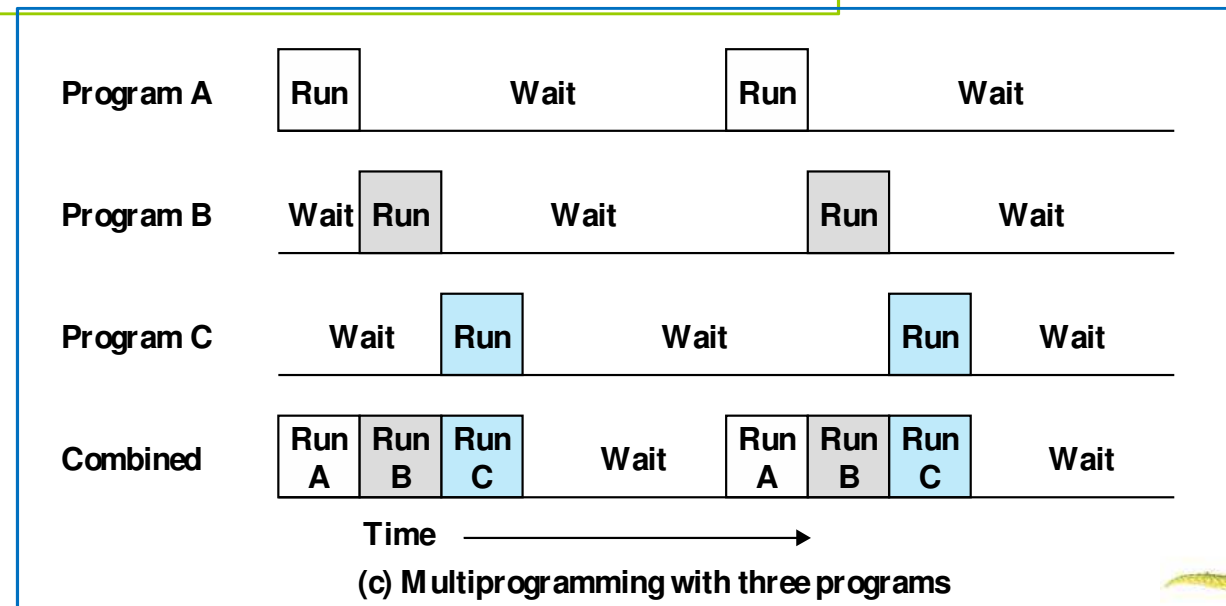 Program A Run Wait Run Wait
Program B Wait Run Wait Run Wait
Program C Wait Run Wait Run Wait
Combined Run A Run B Run C Wait Run A Run B Run C Wait
Time
(c) Multiprogramming with three programs